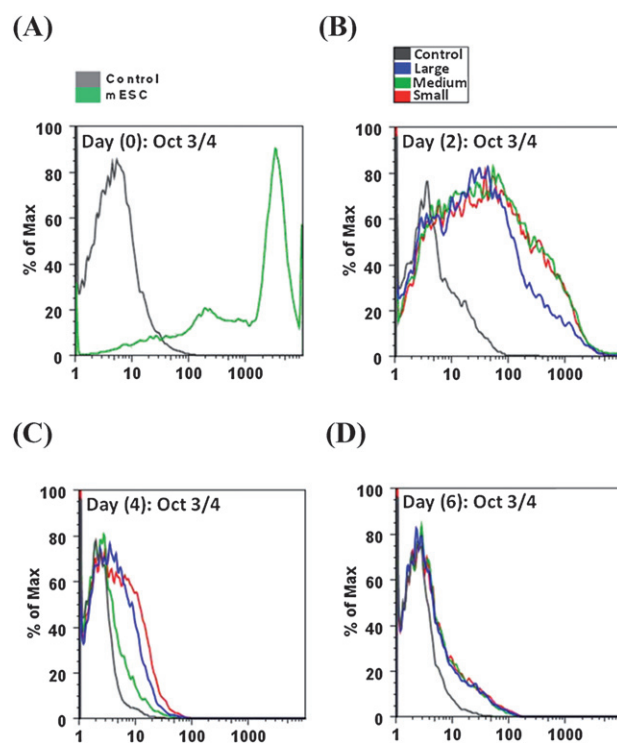 (A)
Control
mESC
Day (0): Oct 3/4
% of Max
100
80
60
40
20
0
1 10 100 1000
(B)
Control
Large
Medium
Small
Day (2): Oct 3/4
% of Max
100
80
60
40
20
0
1 10 100 1000
(C)
Day (4): Oct 3/4
% of Max
100
80
60
40
20
0
1 10 100 1000
(D)
Day (6): Oct 3/4
% of Max
100
80
60
40
20
0
1 10 100 1000